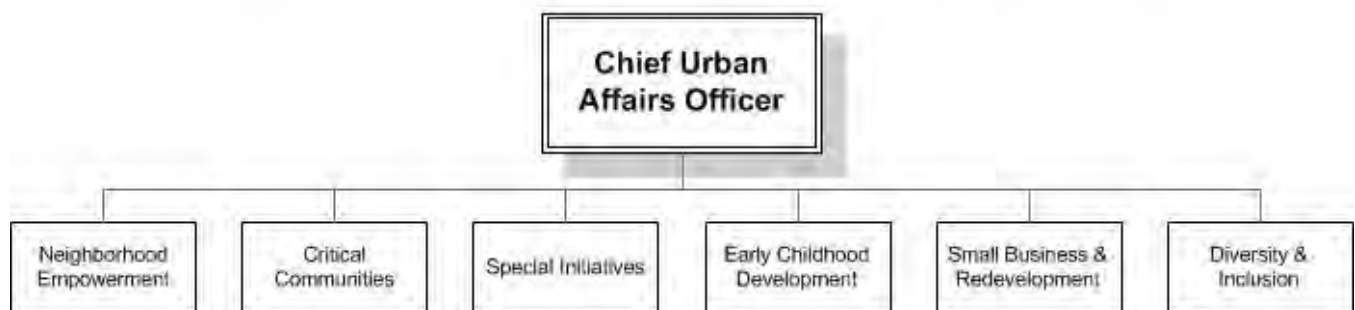 Chief Urban
Affairs Officer
Neighborhood
Empowerment
Critical
Communities
Special Initiatives
Early Childhood
Development
Small Business &
Redevelopment
Diversity &
Inclusion